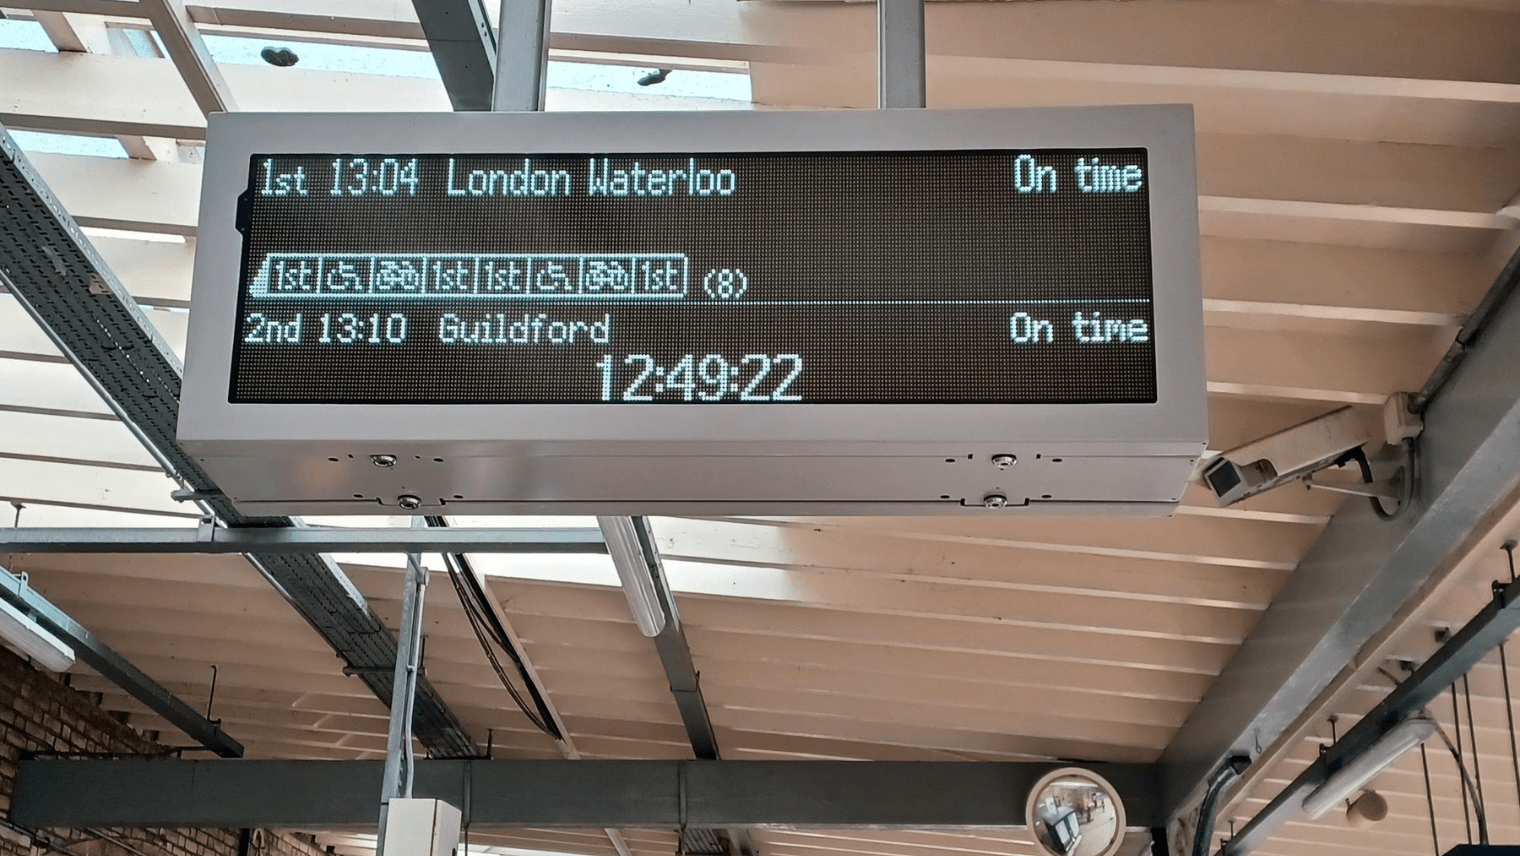 1st 13:04 London Waterloo On time
1st 1st 1st 1st (8)
2nd 13:10 Guildford On time
12:49:22